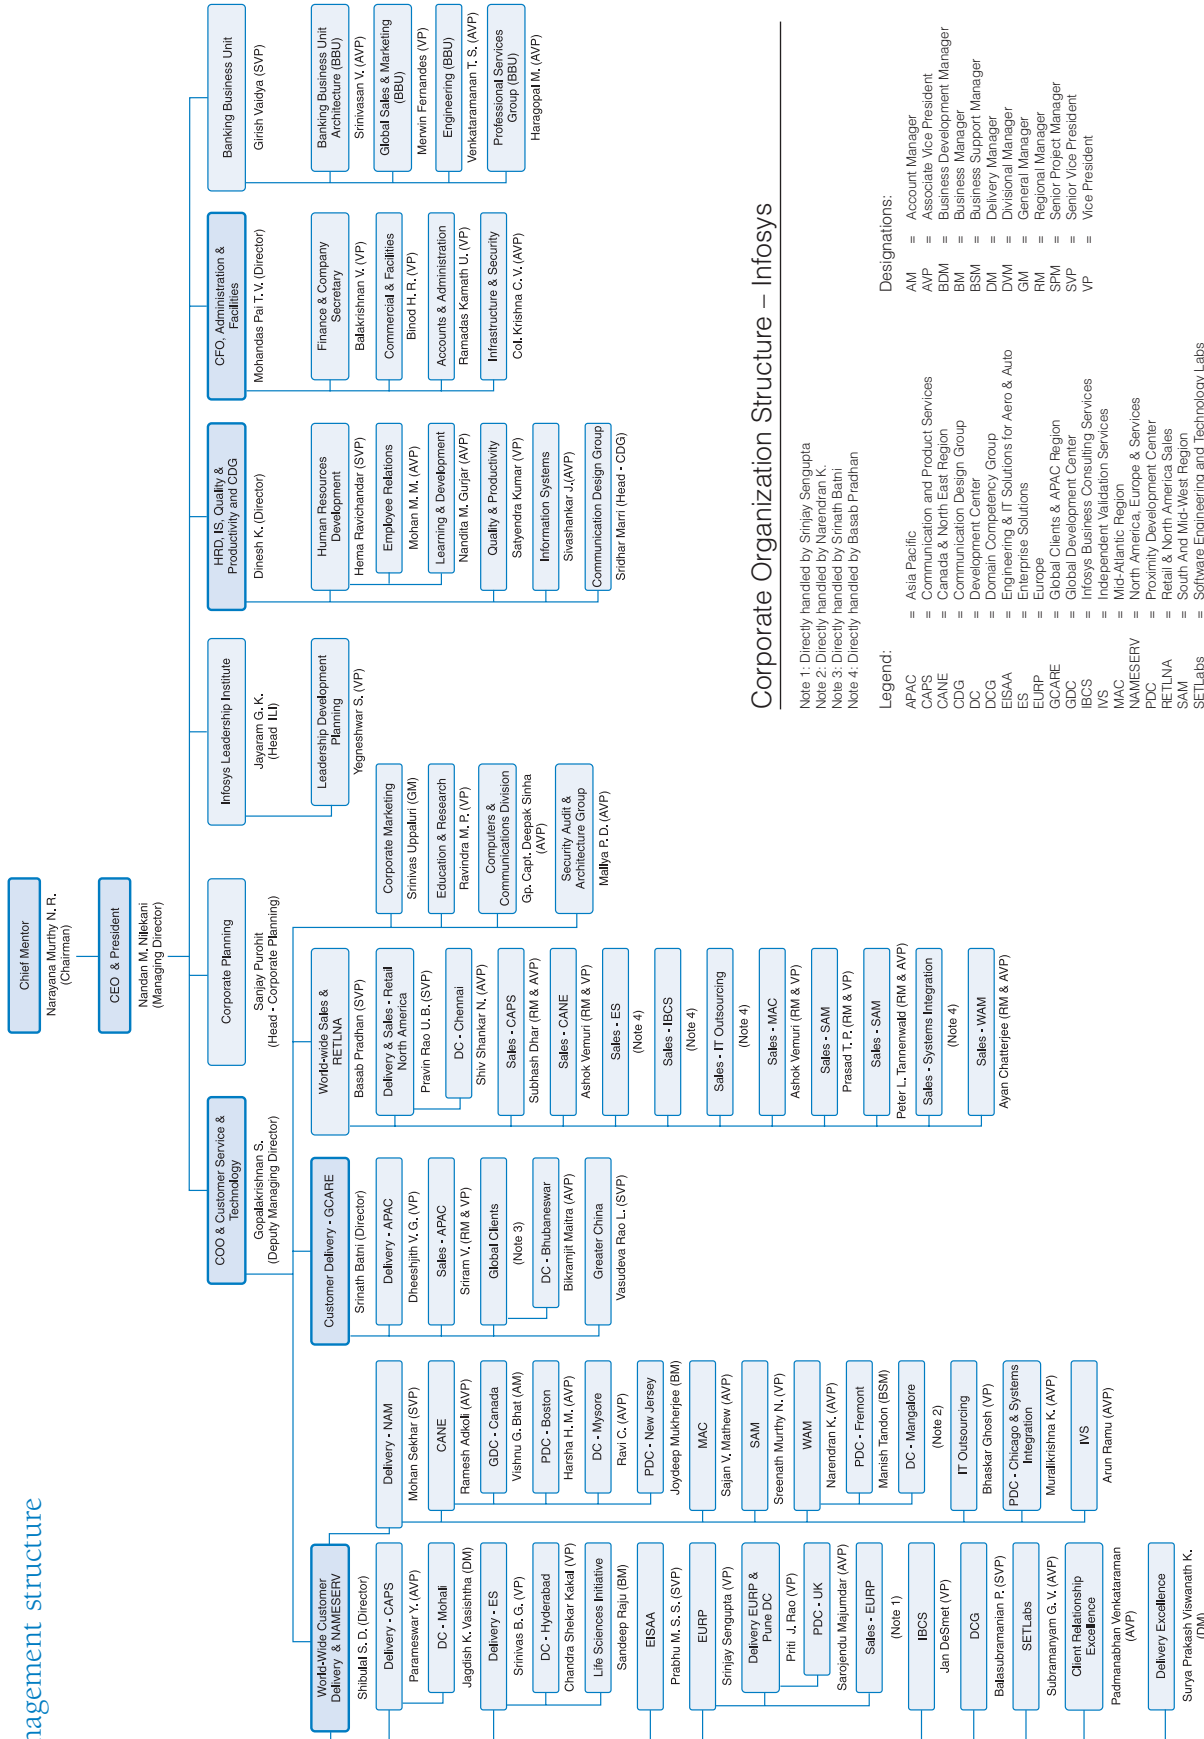 nagement structure
Chief Mentor
Narayana Murthy N. R.
(Chairman)
CEO & President
Nandan M. Nilekani
(Managing Director)
COO & Customer Service &
Technology
Gopalakrishnan S.
(Deputy Managing Director)
Corporate Planning
Sanjay Purohit
(Head - Corporate Planning)
Infosys Leadership Institute
Jayaram G. K.
(Head ILI)
Leadership Development
Planning
Yegneshwar S. (VP)
HRD, IS, Quality &
Productivity and CDG
Dinesh K. (Director)
Human Resources
Development
Hema Ravichandar (SVP)
Employee Relations
Mohan M. M. (AVP)
Learning & Development
Nandita M. Gurjar (AVP)
Quality & Productivity
Satyendra Kumar (VP)
Information Systems
Sivashankar J.(AVP)
Communication Design Group
Sridhar Marri (Head - CDG)
CFO, Administration &
Facilities
Mohandas Pai T. V. (Director)
Finance & Company
Secretary
Balakrishnan V. (VP)
Commercial & Facilities
Binod H. R. (VP)
Accounts & Administration
Ramadas Kamath U. (VP)
Infrastructure & Security
Col. Krishna C. V. (AVP)
Banking Business Unit
Girish Vaidya (SVP)
Banking Business Unit
Architecture (BBU)
Srinivasan V. (AVP)
Global Sales & Marketing
(BBU)
Merwin Fernandes (VP)
Engineering (BBU)
Venkataramanan T. S. (AVP)
Professional Services
Group (BBU)
Haragopal M. (AVP)
World-Wide Customer
Delivery & NAMESERV
Shibulal S. D. (Director)
Delivery - CAPS
Parameswar Y. (AVP)
DC - Mohali
Jagdish K. Vasishtha (DM)
Delivery - ES
Srinivas B. G. (VP)
DC - Hyderabad
Chandra Shekar Kakal (VP)
Life Sciences Initiative
Sandeep Raju (BM)
EISAA
Prabhu M. S. S. (SVP)
EURP
Srinjay Sengupta (VP)
Delivery EURP &
Pune DC
Priti J. Rao (VP)
PDC - UK
Sarojendu Majumdar (AVP)
Sales - EURP
(Note 1)
IBCS
Jan DeSmet (VP)
DCG
Balasubramanian P. (SVP)
SETLabs
Subramanyam G. V. (AVP)
Client Relationship
Excellence
Padmanabhan Venkataraman
(AVP)
Delivery Excellence
Surya Prakash Viswanath K.
(DM)
Delivery - NAM
Mohan Sekhar (SVP)
CANE
Ramesh Adkoli (AVP)
GDC - Canada
Vishnu G. Bhat (AM)
PDC - Boston
Harsha H. M. (AVP)
DC - Mysore
Ravi C. (AVP)
PDC - New Jersey
Joydeep Mukherjee (BM)
MAC
Sajan V. Mathew (AVP)
SAM
Sreenath Murthy N. (VP)
WAM
Narendran K. (AVP)
PDC - Fremont
Manish Tandon (BSM)
DC - Mangalore
(Note 2)
IT Outsourcing
Bhaskar Ghosh (VP)
PDC - Chicago & Systems
Integration
Muralikrishna K. (AVP)
IVS
Arun Ramu (AVP)
Customer Delivery - GCARE
Srinath Batni (Director)
Delivery - APAC
Dheeshjith V. G. (VP)
Sales - APAC
Sriram V. (RM & VP)
Global Clients
(Note 3)
DC - Bhubaneswar
Bikramjit Maitra (AVP)
Greater China
Vasudeva Rao L. (SVP)
World-wide Sales &
RETLNA
Basab Pradhan (SVP)
Delivery & Sales - Retail
North America
Pravin Rao U. B. (SVP)
DC - Chennai
Shiv Shankar N. (AVP)
Sales - CAPS
Subhash Dhar (RM & AVP)
Sales - CANE
Ashok Vemuri (RM & VP)
Sales - ES
(Note 4)
Sales - IBCS
(Note 4)
Sales - IT Outsourcing
(Note 4)
Sales - MAC
Ashok Vemuri (RM & VP)
Sales - SAM
Prasad T. P. (RM & VP)
Sales - SAM
Peter L. Tannenwald (RM & AVP)
Sales - Systems Integration
(Note 4)
Sales - WAM
Ayan Chatterjee (RM & AVP)
Corporate Marketing
Srinivas Uppaluri (GM)
Education & Research
Ravindra M. P. (VP)
Computers &
Communications Division
Gp. Capt. Deepak Sinha
(AVP)
Security Audit &
Architecture Group
Mallya P. D. (AVP)
Corporate Organization Structure – Infosys
Note 1: Directly handled by Srinjay Sengupta
Note 2: Directly handled by Narendran K.
Note 3: Directly handled by Srinath Batni
Note 4: Directly handled by Basab Pradhan
Legend:
APAC = Asia Pacific
CAPS = Communication and Product Services
CANE = Canada & North East Region
CDG = Communication Design Group
DC = Development Center
DCG = Domain Competency Group
EISAA = Engineering & IT Solutions for Aero & Auto
ES = Enterprise Solutions
EURP = Europe
GCARE = Global Clients & APAC Region
GDC = Global Development Center
IBCS = Infosys Business Consulting Services
IVS = Independent Validation Services
MAC = Mid-Atlantic Region
NAMESERV = North America, Europe & Services
PDC = Proximity Development Center
RETLNA = Retail & North America Sales
SAM = South And Mid-West Region
SETLabs = Software Engineering and Technology Labs
Designations:
AM = Account Manager
AVP = Associate Vice President
BDM = Business Development Manager
BM = Business Manager
BSM = Business Support Manager
DM = Delivery Manager
DVM = Divisional Manager
GM = General Manager
RM = Regional Manager
SPM = Senior Project Manager
SVP = Senior Vice President
VP = Vice President